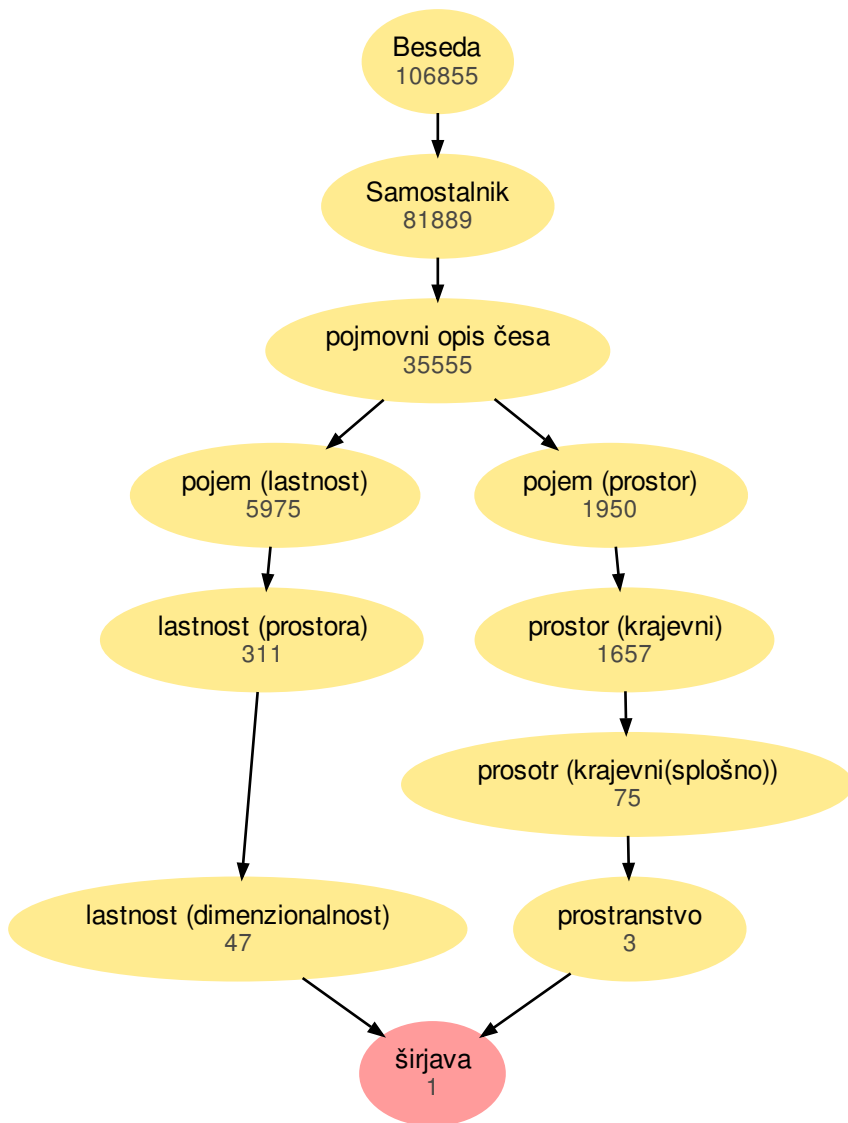 Beseda
106855
Samostalnik
81889
pojmovni opis česa
35555
pojem (lastnost)
5975
pojem (prostor)
1950
lastnost (prostora)
311
prostor (krajevni)
1657
prosotr (krajevni(splošno))
75
lastnost (dimenzionalnost)
47
prostranstvo
3
širjava
1